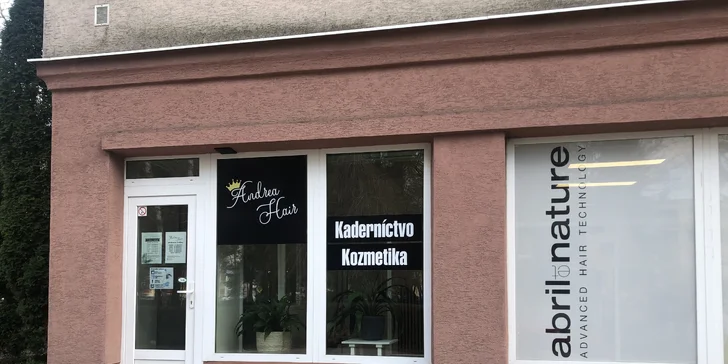 Andrea
Hair
Kaderníctvo
Kozmetika
abril et nature
ADVANCED HAIR TECHNOLOGY